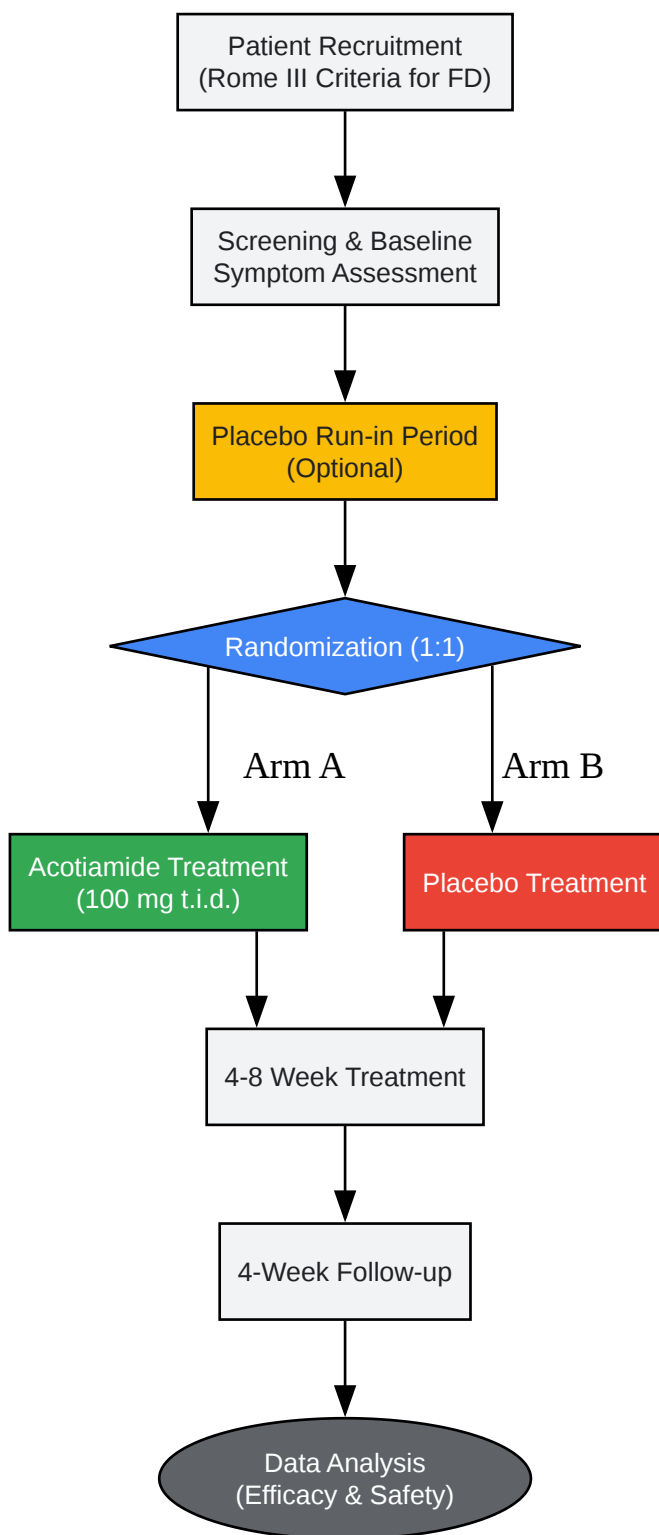 Patient Recruitment
(Rome III Criteria for FD)
Screening & Baseline
Symptom Assessment
Placebo Run-in Period
(Optional)
Randomization (1:1)
Arm A
Arm B
Acotiamide Treatment
(100 mg t.i.d.)
Placebo Treatment
4-8 Week Treatment
4-Week Follow-up
Data Analysis
(Efficacy & Safety)